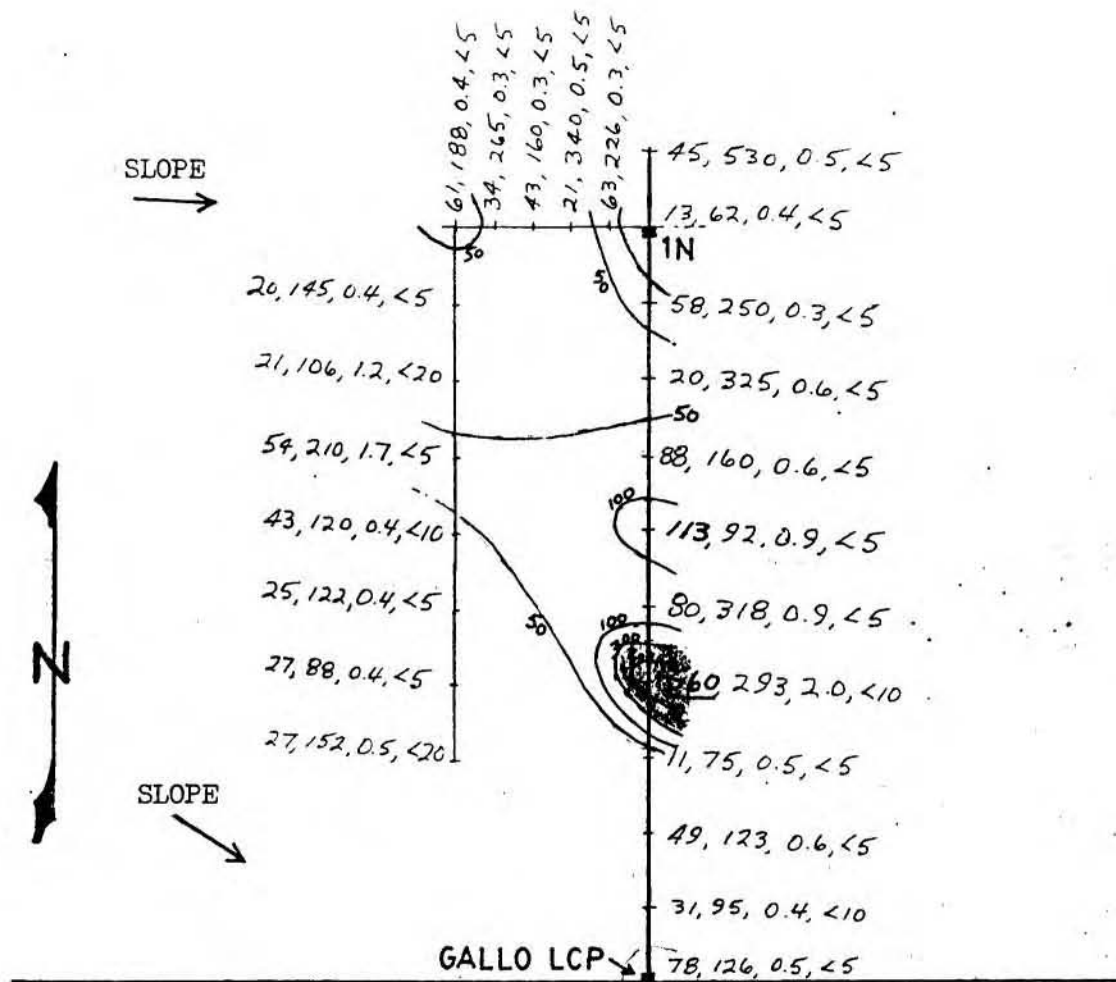 61, 188, 0.4, <5
34, 265, 0.3, <5
43, 160, 0.3, <5
21, 340, 0.5, <5
63, 226, 0.3, <5
45, 530, 0.5, <5
SLOPE
13, 62, 0.4, <5
1N
50
50
20, 145, 0.4, <5
58, 250, 0.3, <5
21, 106, 1.2, <20
20, 325, 0.6, <5
50
54, 210, 1.7, <5
88, 160, 0.6, <5
100
43, 120, 0.4, <10
113, 92, 0.9, <5
25, 122, 0.4, <5
80, 318, 0.9, <5
50
100
N
27, 88, 0.4, <5
60 293, 2.0, <10
27, 152, 0.5, <20
11, 75, 0.5, <5
SLOPE
49, 123, 0.6, <5
31, 95, 0.4, <10
GALLO LCP
78, 126, 0.5, <5